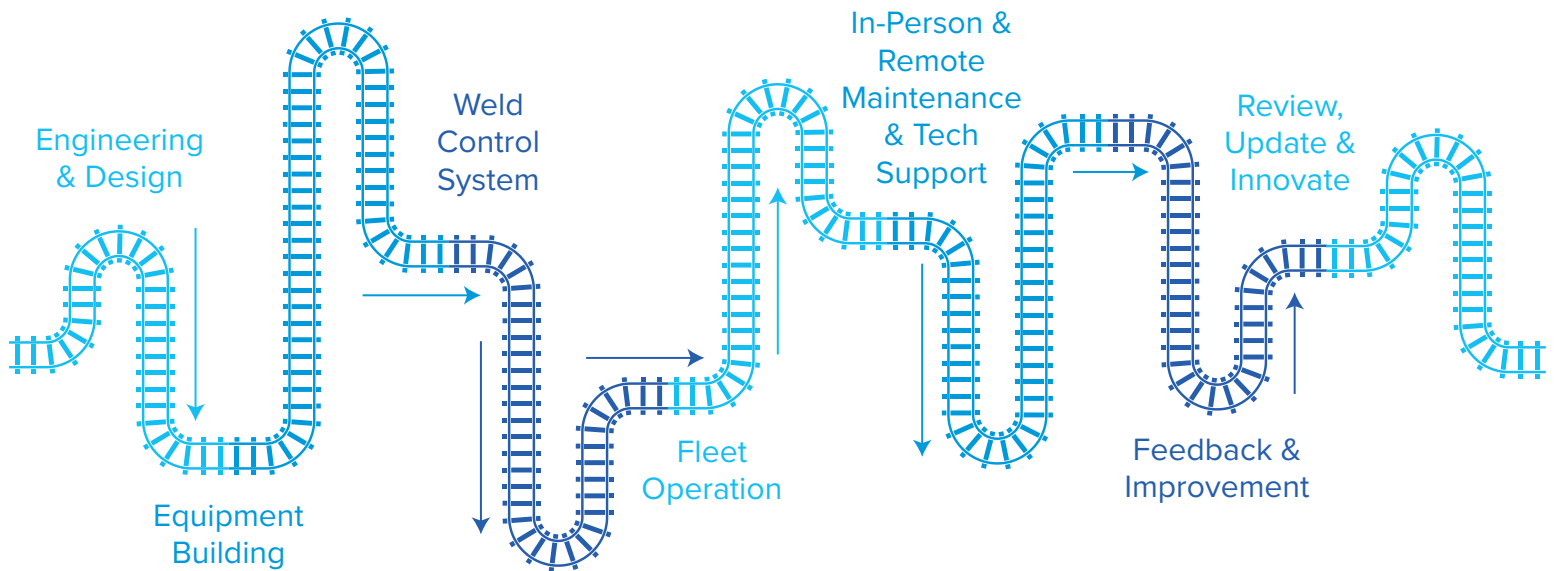 Engineering
& Design
Equipment
Building
Weld
Control
System
Fleet
Operation
In-Person &
Remote
Maintenance
& Tech
Support
Feedback &
Improvement
Review,
Update &
Innovate